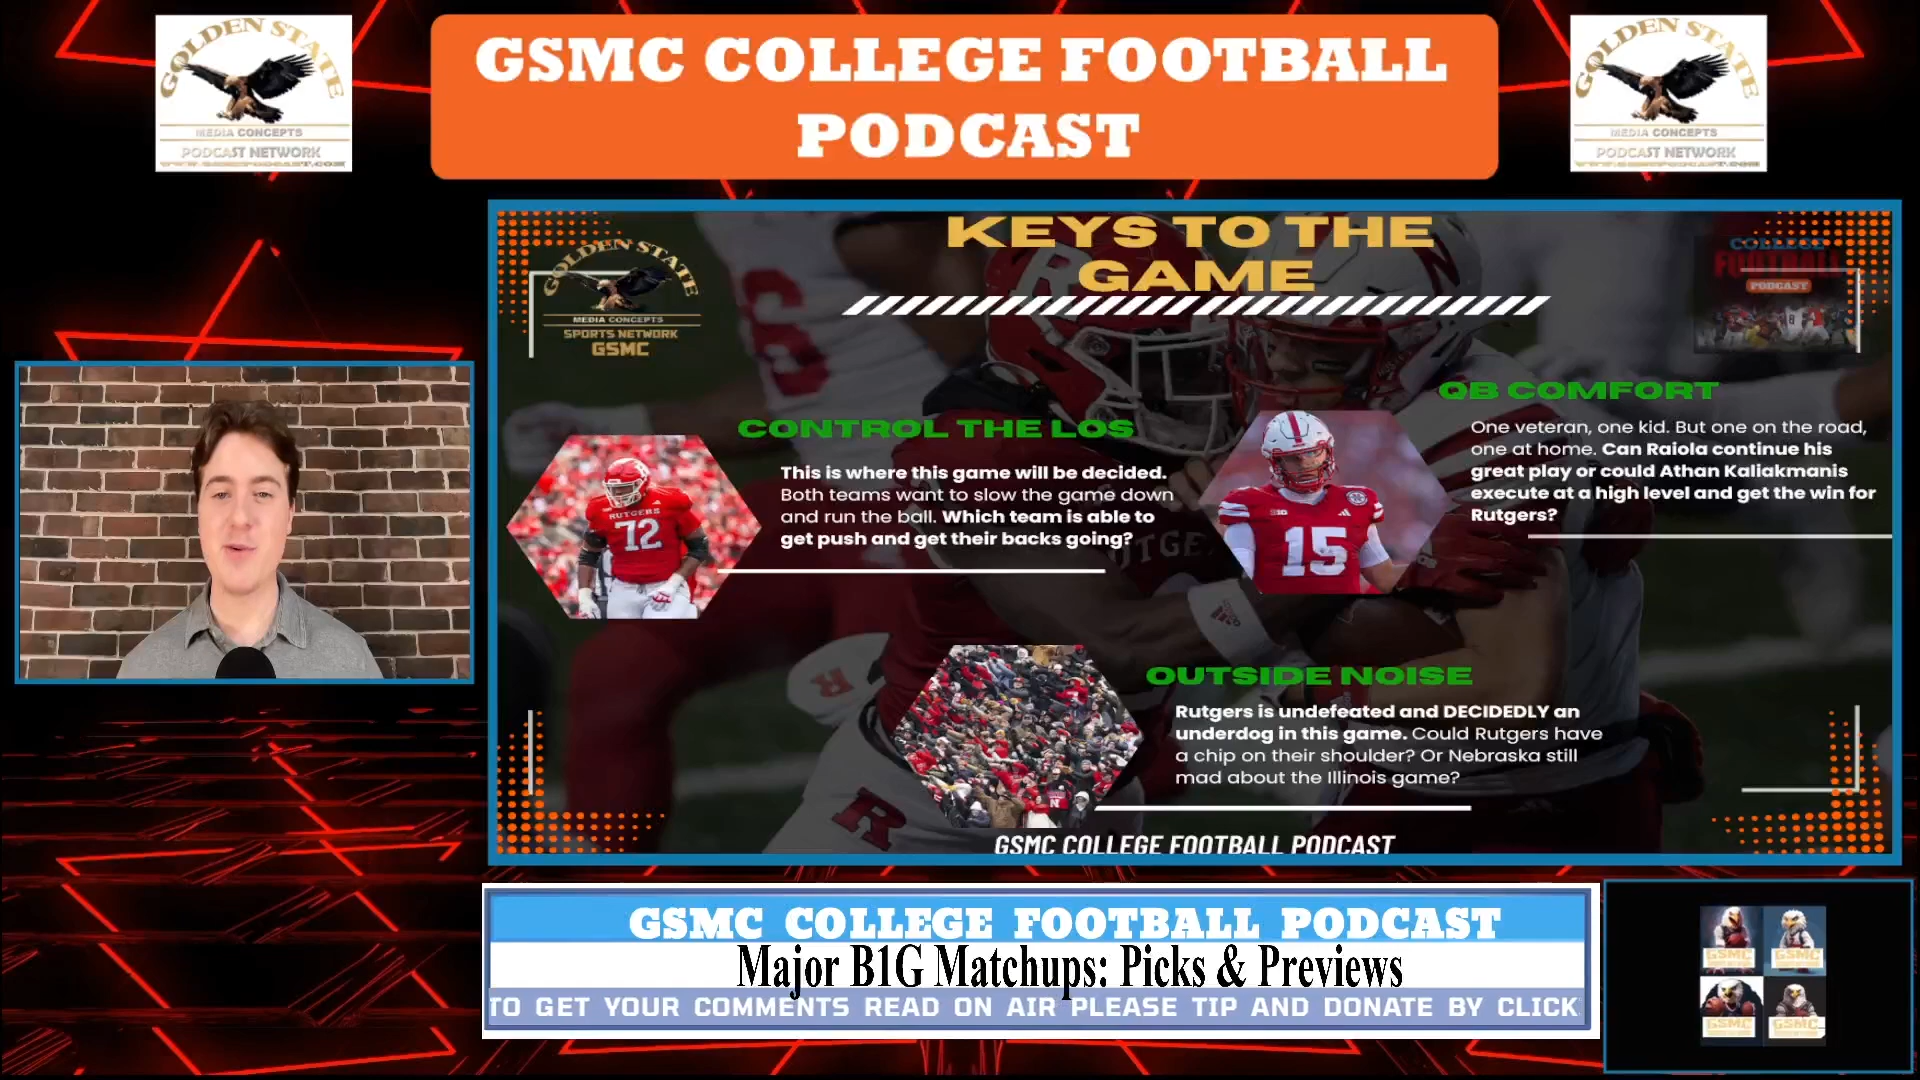 GOLDEN STATE
MEDIA CONCEPTS
PODCAST NETWORK
GSMC COLLEGE FOOTBALL
PODCAST
GOLDEN STATE
MEDIA CONCEPTS
PODCAST NETWORK
GOLDEN STATE
MEDIA CONCEPTS
SPORTS NETWORK
GSMC
KEYS TO THE
GAME
COLLEGE
FOOTBALL
PODCAST
CONTROL THE LOS
This is where this game will be decided.
Both teams want to slow the game down
and run the ball. Which team is able to
get push and get their backs going?
RUTGERS
72
QB COMFORT
One veteran, one kid. But one on the road,
one at home. Can Raiola continue his
great play or could Athan Kaliakmanis
execute at a high level and get the win for
Rutgers?
15
OUTSIDE NOISE
Rutgers is undefeated and DECIDEDLY an
underdog in this game. Could Rutgers have
a chip on their shoulder? Or Nebraska still
mad about the Illinois game?
GSMC COLLEGE FOOTBALL PODCAST
GSMC COLLEGE FOOTBALL PODCAST
Major B1G Matchups: Picks & Previews
TO GET YOUR COMMENTS READ ON AIR PLEASE TIP AND DONATE BY CLICK
GSMC
GSMC
GSMC
GSMC